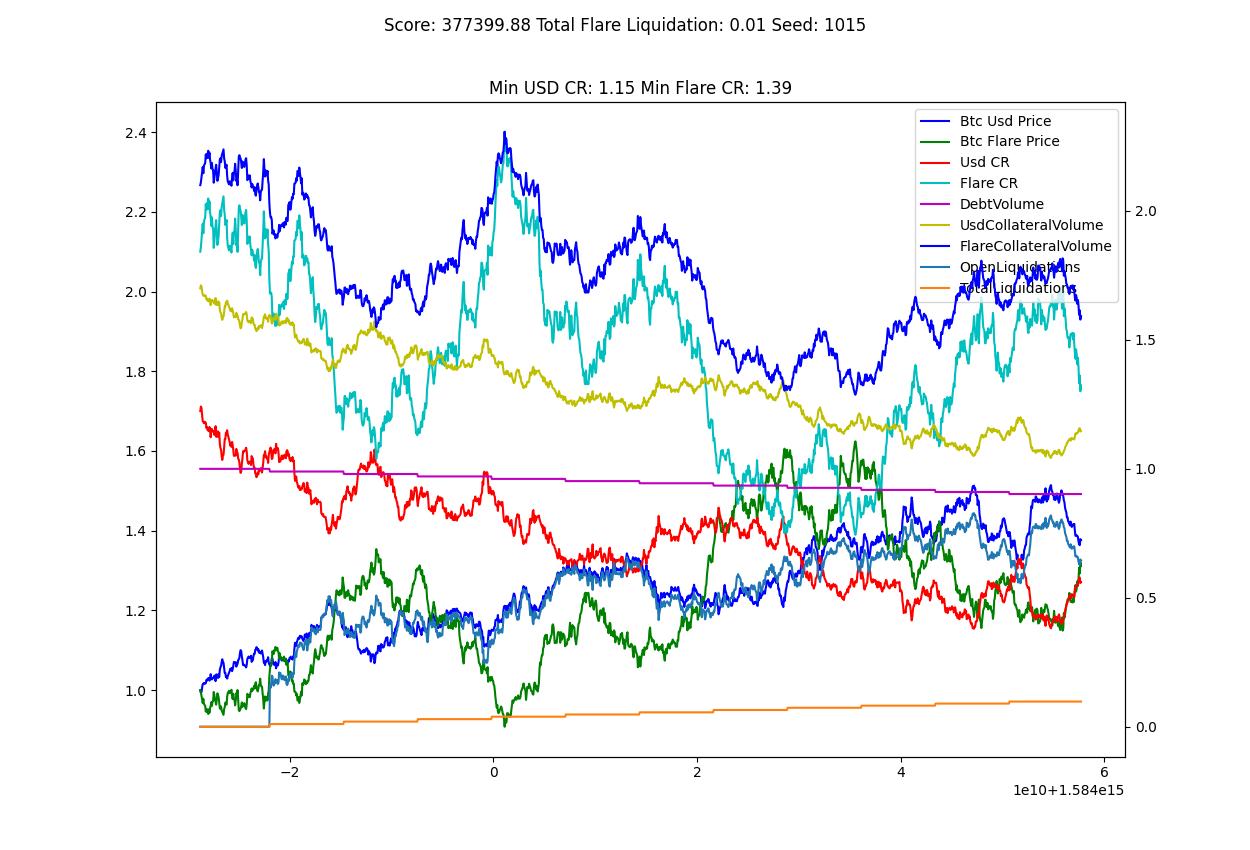 Score: 377399.88 Total Flare Liquidation: 0.01 Seed: 1015
Min USD CR: 1.15 Min Flare CR: 1.39
2.4
2.2
2.0
1.8
1.6
1.4
1.2
1.0
Btc Usd Price
Btc Flare Price
Usd CR
Flare CR
DebtVolume
UsdCollateralVolume
FlareCollateralVolume
OpenLiquidations
TotalLiquidations
2.0
1.5
1.0
0.5
0.0
−2
0
2
4
6
1e10+1.584e15